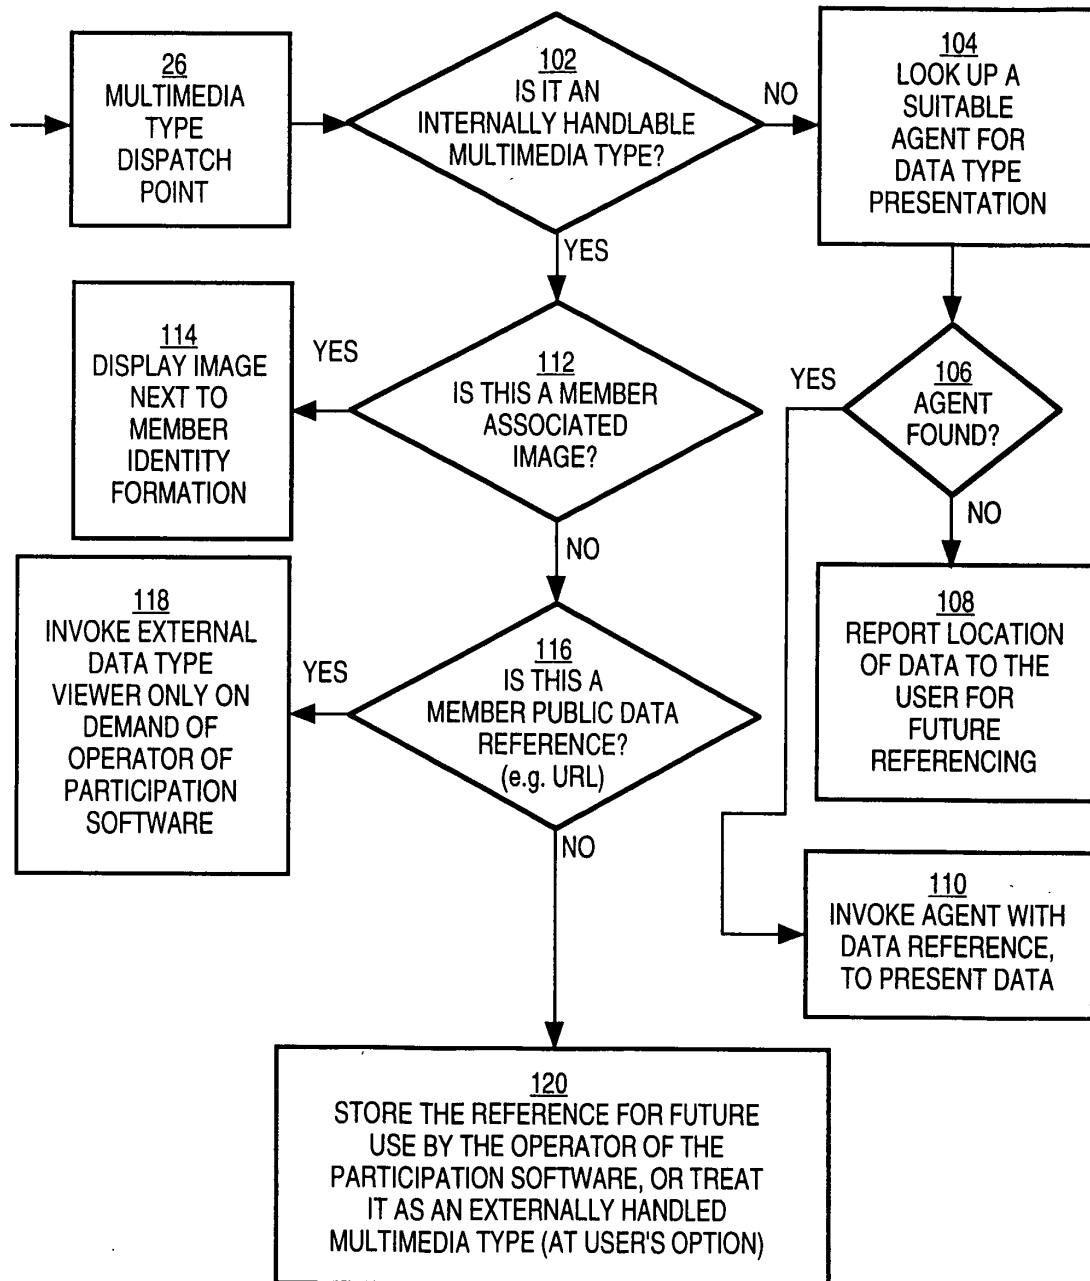 26
MULTIMEDIA
TYPE
DISPATCH
POINT
102
IS IT AN
INTERNALLY HANDLABLE
MULTIMEDIA TYPE?
NO
104
LOOK UP A
SUITABLE
AGENT FOR
DATA TYPE
PRESENTATION
YES
114
DISPLAY IMAGE
NEXT TO
MEMBER
IDENTITY
FORMATION
YES
112
IS THIS A MEMBER
ASSOCIATED
IMAGE?
YES
106
AGENT
FOUND?
NO
NO
118
INVOKE EXTERNAL
DATA TYPE
VIEWER ONLY ON
DEMAND OF
OPERATOR OF
PARTICIPATION
SOFTWARE
YES
116
IS THIS A
MEMBER PUBLIC DATA
REFERENCE?
(e.g. URL)
108
REPORT LOCATION
OF DATA TO THE
USER FOR
FUTURE
REFERENCING
NO
110
INVOKE AGENT WITH
DATA REFERENCE,
TO PRESENT DATA
120
STORE THE REFERENCE FOR FUTURE
USE BY THE OPERATOR OF THE
PARTICIPATION SOFTWARE, OR TREAT
IT AS AN EXTERNALLY HANDLED
MULTIMEDIA TYPE (AT USER'S OPTION)